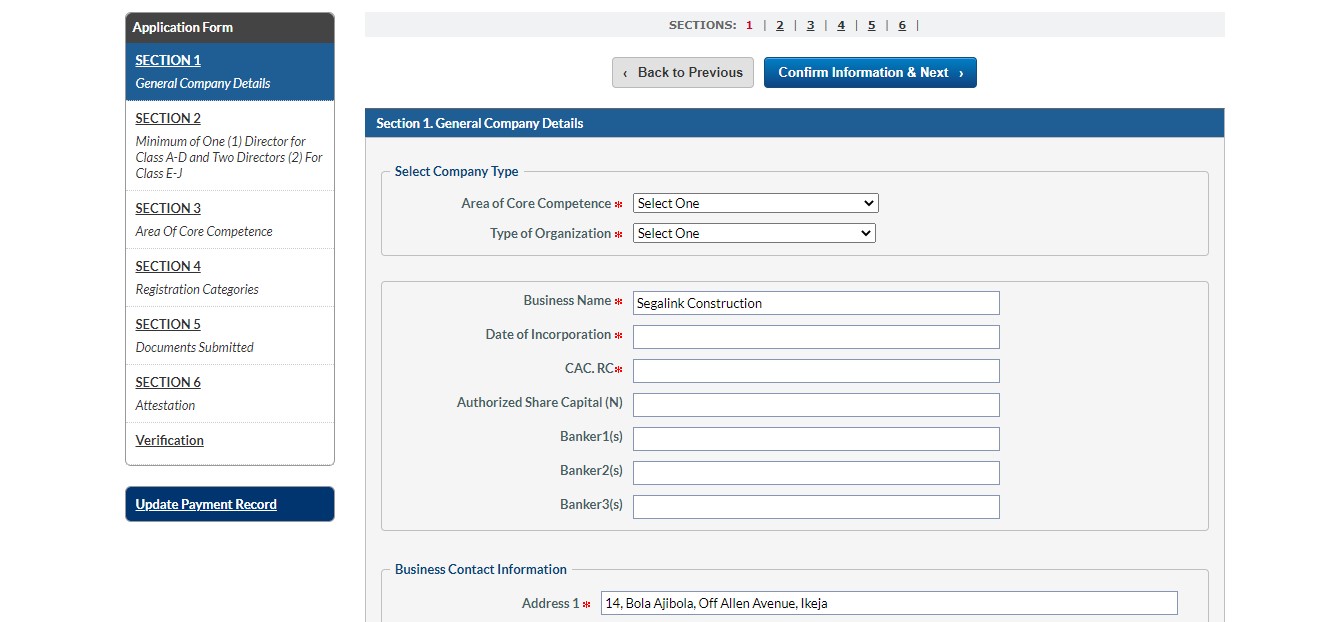 Application Form
SECTION 1
General Company Details
SECTION 2
Minimum of One (1) Director for
Class A-D and Two Directors (2) For
Class E-J
SECTION 3
Area Of Core Competence
SECTION 4
Registration Categories
SECTION 5
Documents Submitted
SECTION 6
Attestation
Verification
Update Payment Record
SECTIONS: 1 | 2 | 3 | 4 | 5 | 6 |
‹ Back to Previous
Confirm Information & Next ›
Section 1. General Company Details
Select Company Type
Area of Core Competence * Select One
Type of Organization * Select One
Business Name * Segalink Construction
Date of Incorporation *
CAC. RC*
Authorized Share Capital (N)
Banker1(s)
Banker2(s)
Banker3(s)
Business Contact Information
Address 1 * 14, Bola Ajibola, Off Allen Avenue, Ikeja